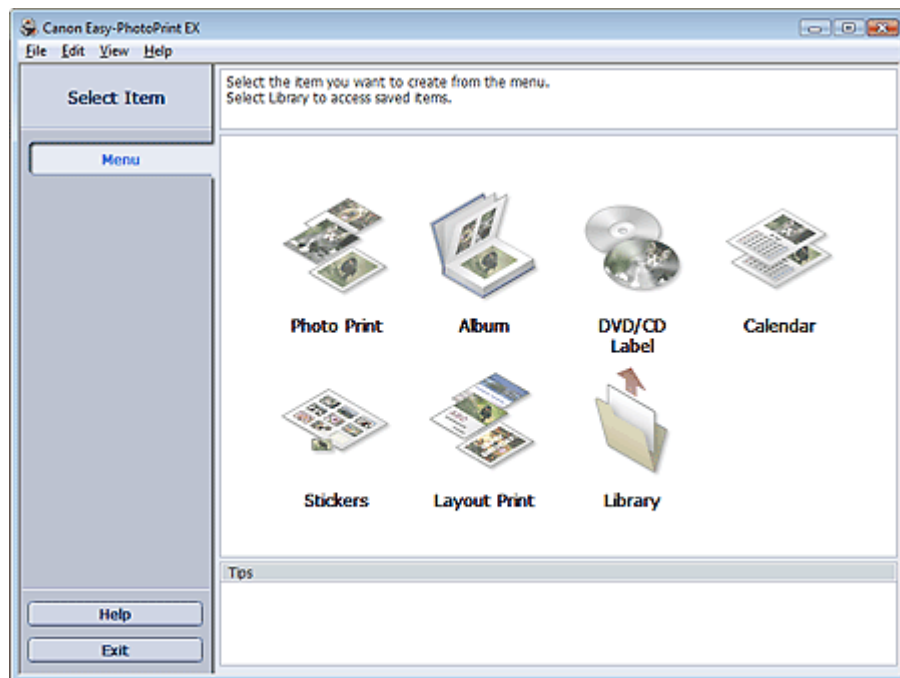 Canon Easy-PhotoPrint EX
File Edit View Help
Select Item
Select the item you want to create from the menu.
Select Library to access saved items.
Menu
Photo Print
Album
DVD/CD
Label
Calendar
Stickers
Layout Print
Library
Tips
Help
Exit